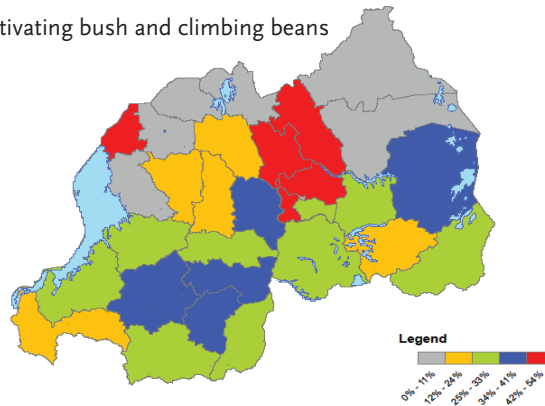 tivating bush and climbing beans
Legend
0% - 11%
12% - 24%
25% - 33%
34% - 41%
42% - 54%